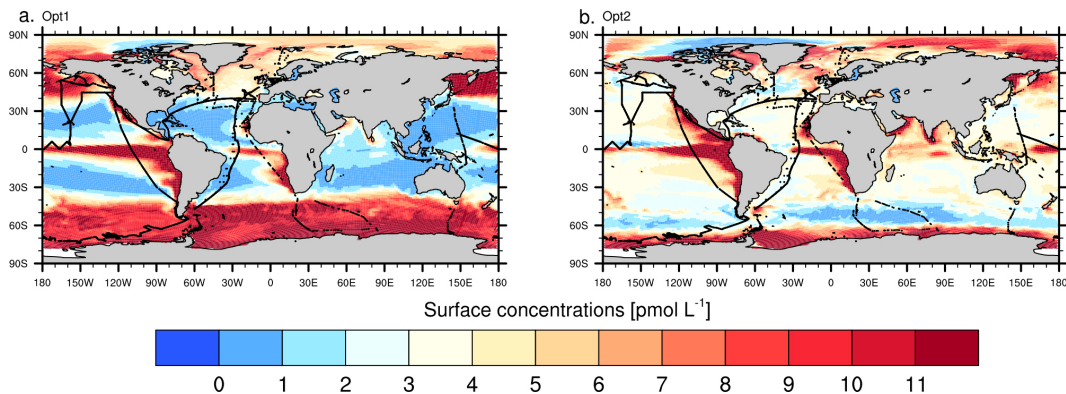 a. Opt1
b. Opt2
90N
60N
30N
0
30S
60S
90S
180 150W 120W 90W 60W 30W 0 30E 60E 90E 120E 150E 180
90N
60N
30N
0
30S
60S
90S
180 150W 120W 90W 60W 30W 0 30E 60E 90E 120E 150E 180
Surface concentrations [pmol L-1]
0 1 2 3 4 5 6 7 8 9 10 11